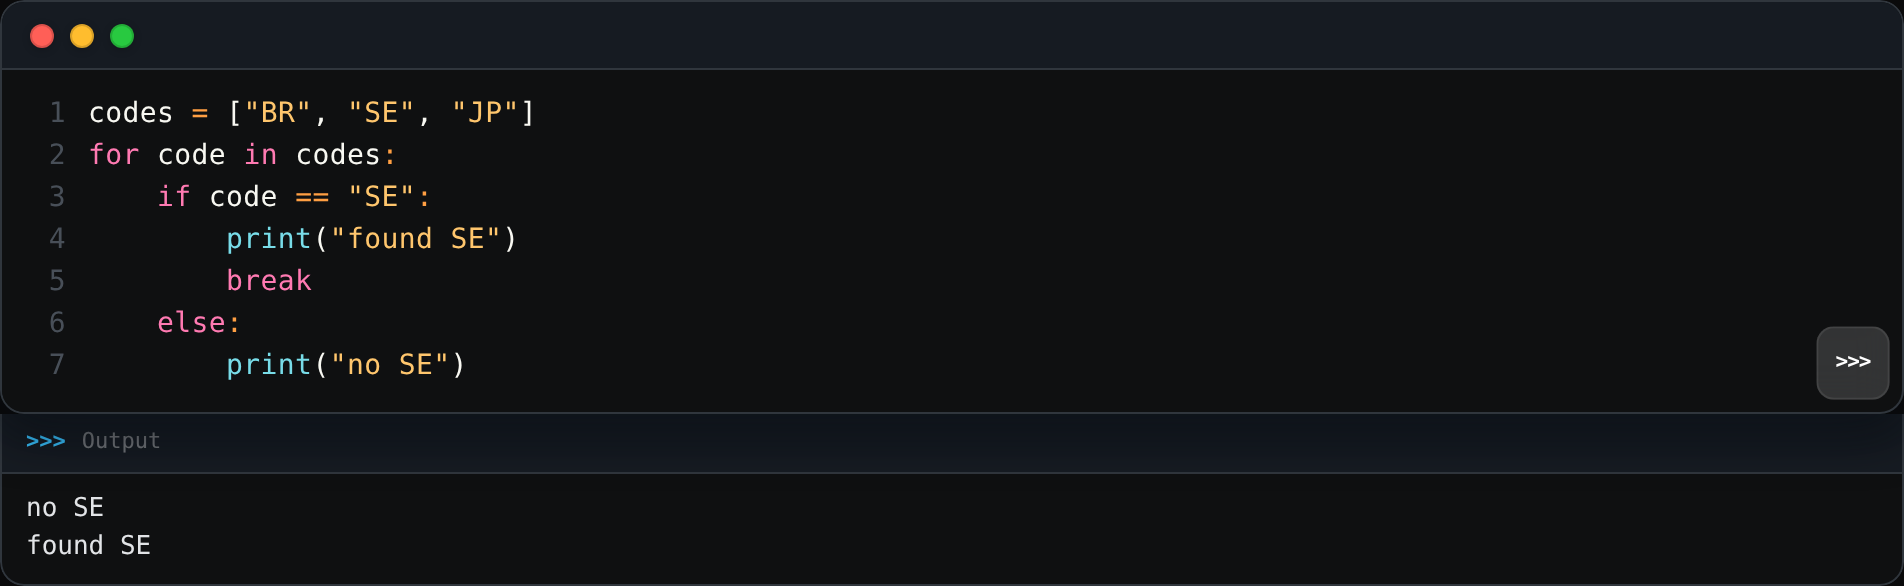 1 codes = ["BR", "SE", "JP"]
2 for code in codes:
3     if code == "SE":
4         print("found SE")
5         break
6     else:
7         print("no SE")
>>>
>>> Output
no SE
found SE